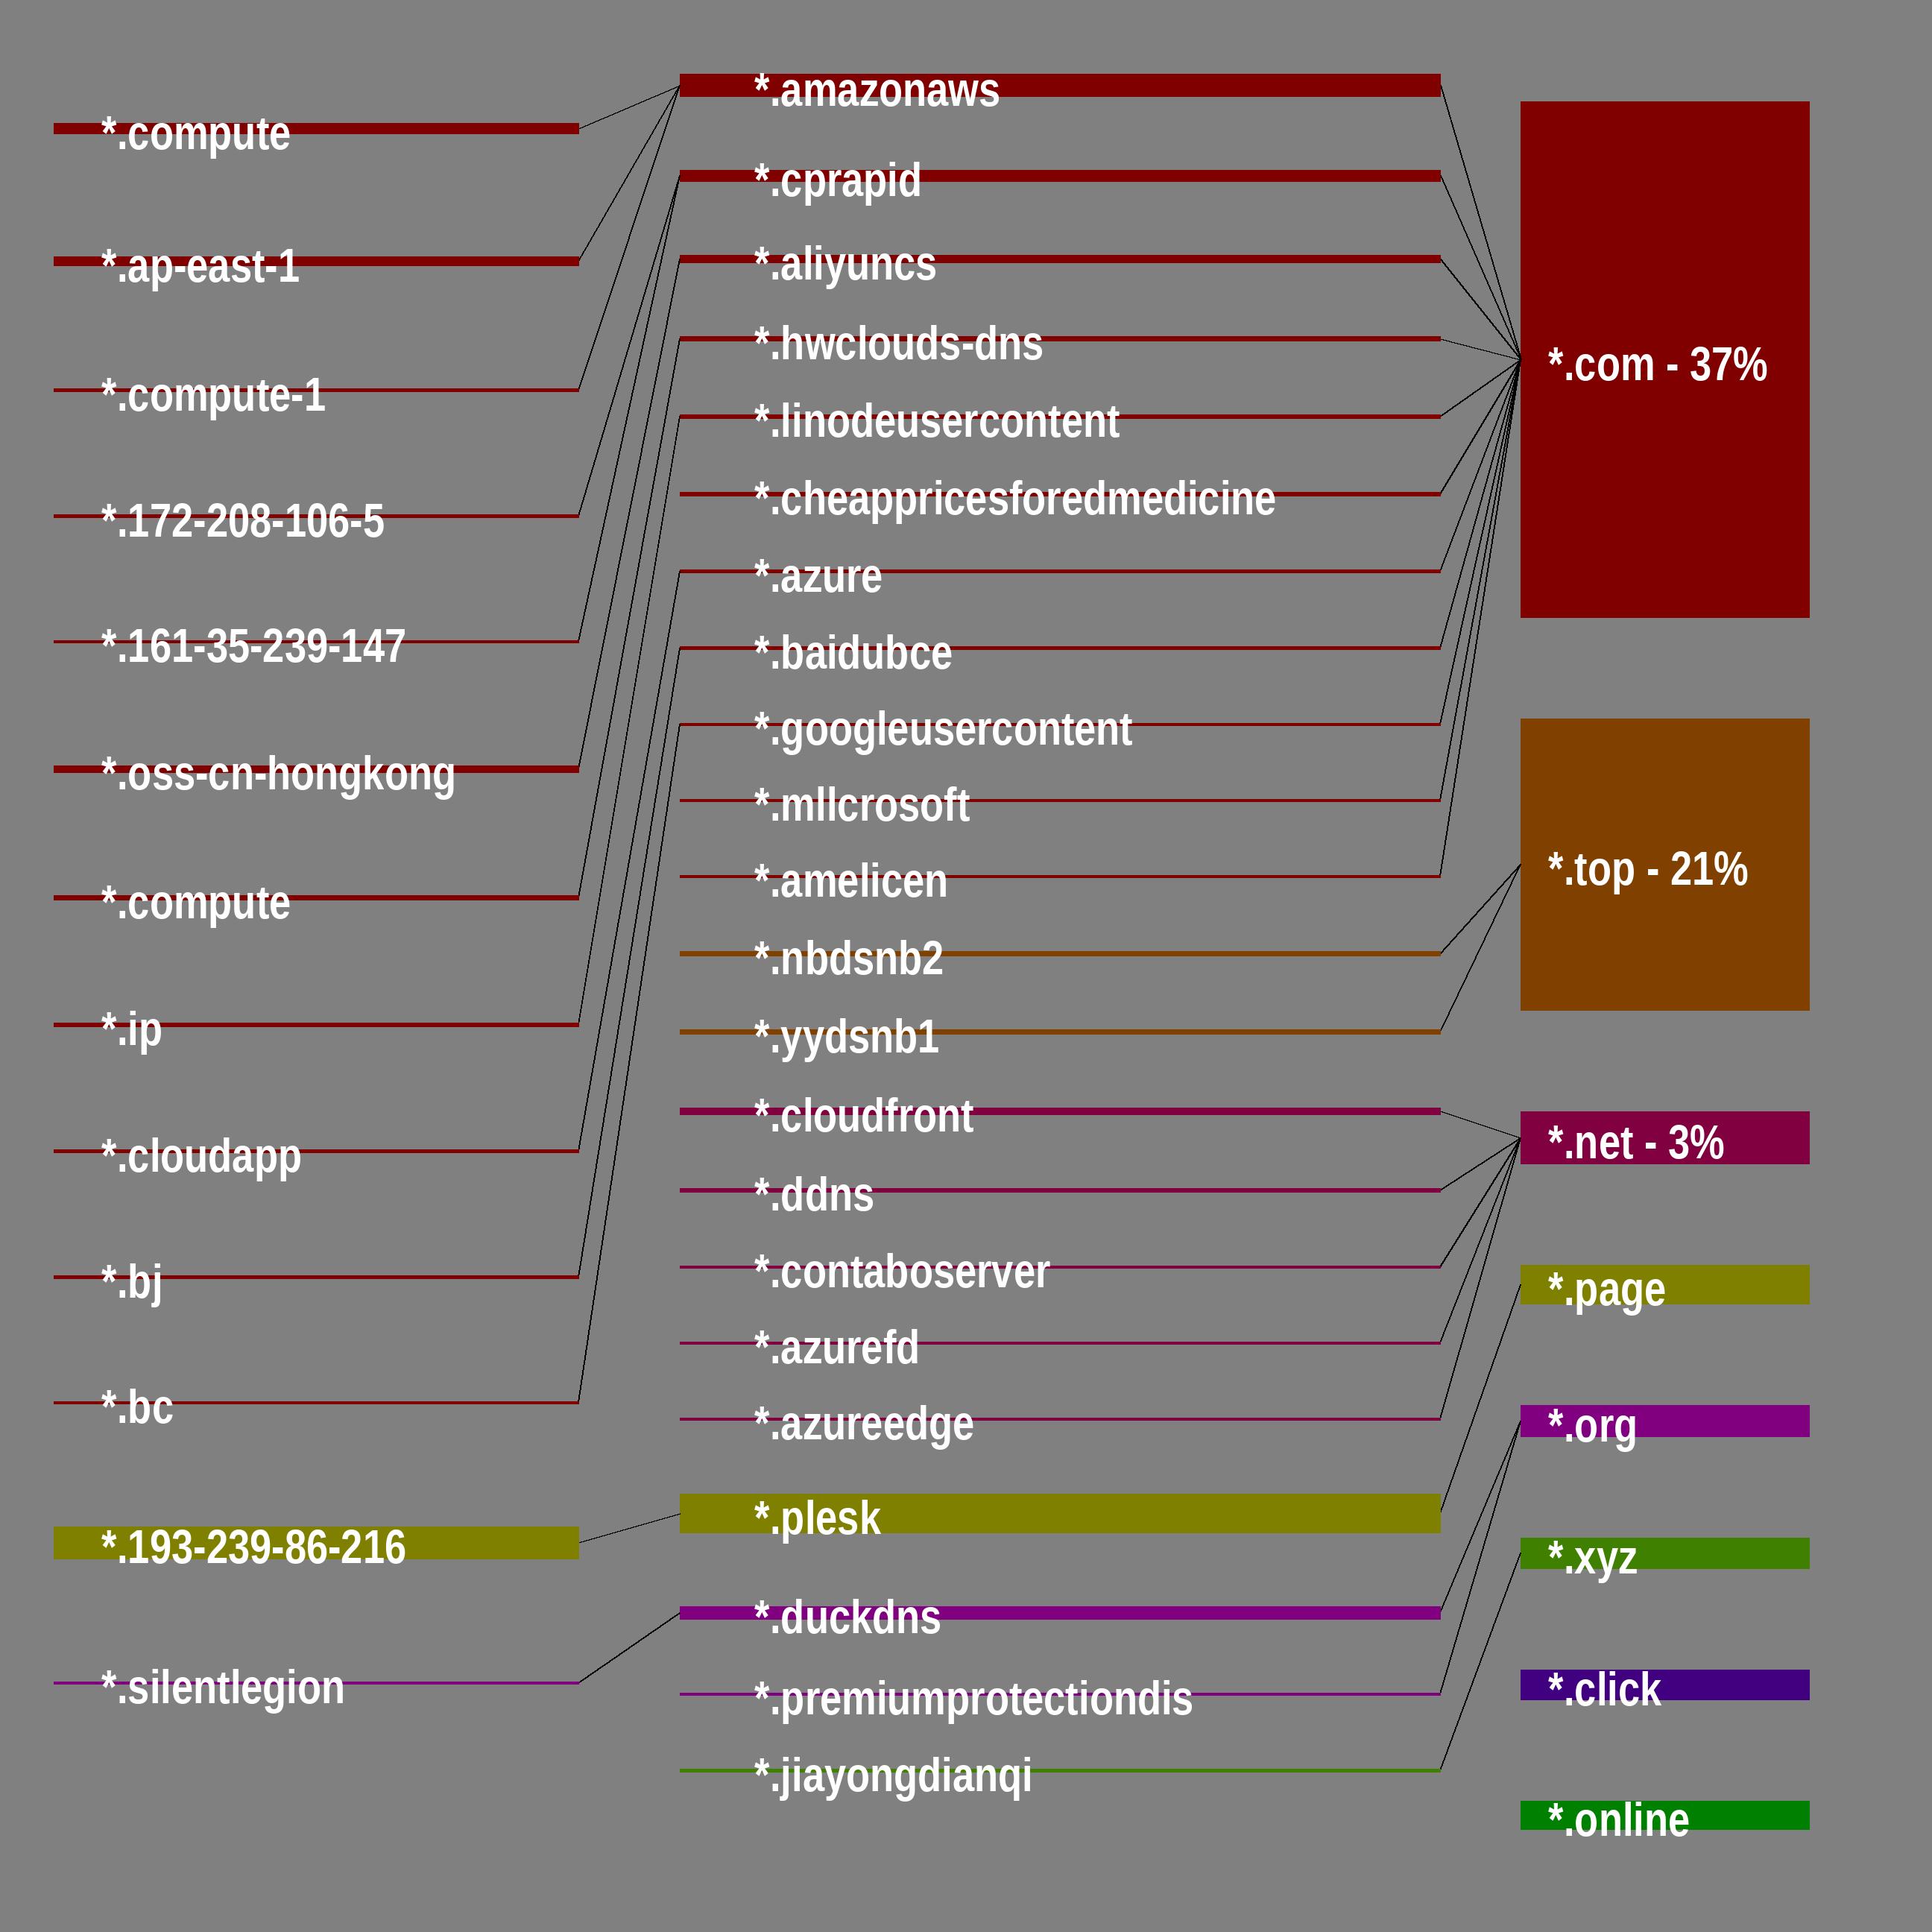 *.compute
*.ap-east-1
*.compute-1
*.172-208-106-5
*.161-35-239-147
*.oss-cn-hongkong
*.compute
*.ip
*.cloudapp
*.bj
*.bc
*.193-239-86-216
*.silentlegion
*.amazonaws
*.cprapid
*.aliyuncs
*.hwclouds-dns
*.linodeusercontent
*.cheappricesforedmedicine
*.azure
*.baidubce
*.googleusercontent
*.mllcrosoft
*.amelicen
*.nbdsnb2
*.yydsnb1
*.cloudfront
*.ddns
*.contaboserver
*.azurefd
*.azureedge
*.plesk
*.duckdns
*.premiumprotectiondis
*.jiayongdianqi
*.com - 37%
*.top - 21%
*.net - 3%
*.page
*.org
*.xyz
*.click
*.online